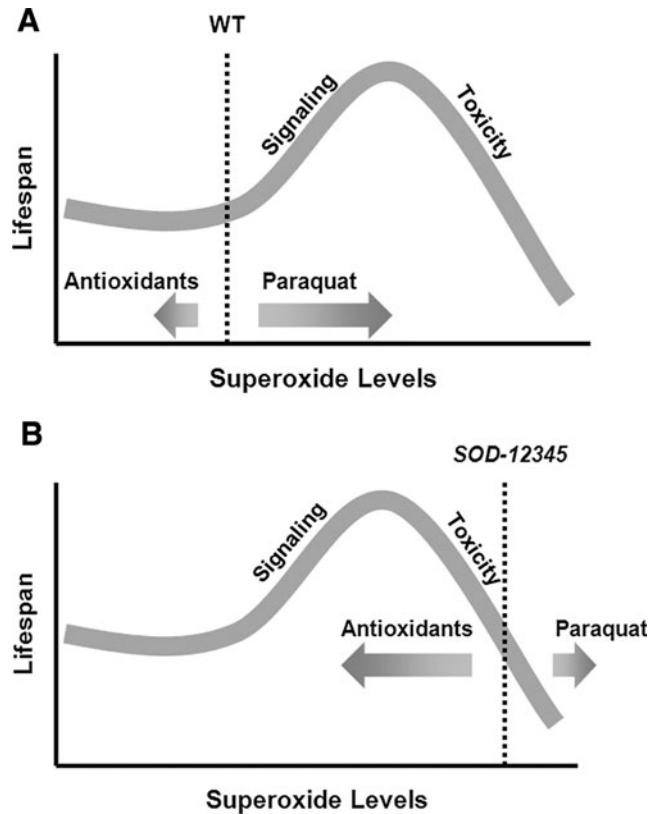 A
WT
Signaling
Toxicity
Lifespan
Antioxidants
Paraquat
Superoxide Levels
B
SOD-12345
Signaling
Toxicity
Lifespan
Antioxidants
Paraquat
Superoxide Levels